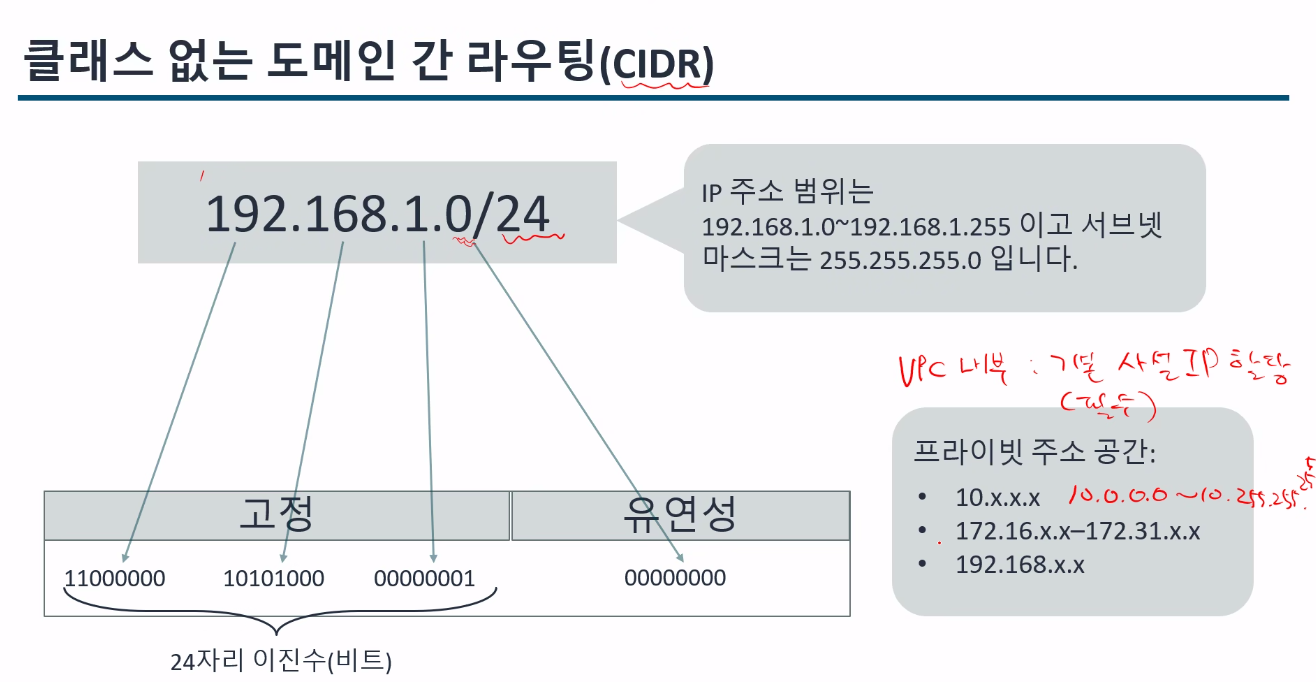 클래스 없는 도메인 간 라우팅(CIDR)
192.168.1.0/24
IP 주소 범위는
192.168.1.0~192.168.1.255 이고 서브넷
마스크는 255.255.255.0 입니다.
VPC 내부 : 기본 사설 IP 할당
(필수)
프라이빗 주소 공간:
• 10.x.x.x 10.0.0.0 ~ 10.255.255.255
• 172.16.x.x–172.31.x.x
• 192.168.x.x
고정 유연성
11000000 10101000 00000001 00000000
24자리 이진수(비트)